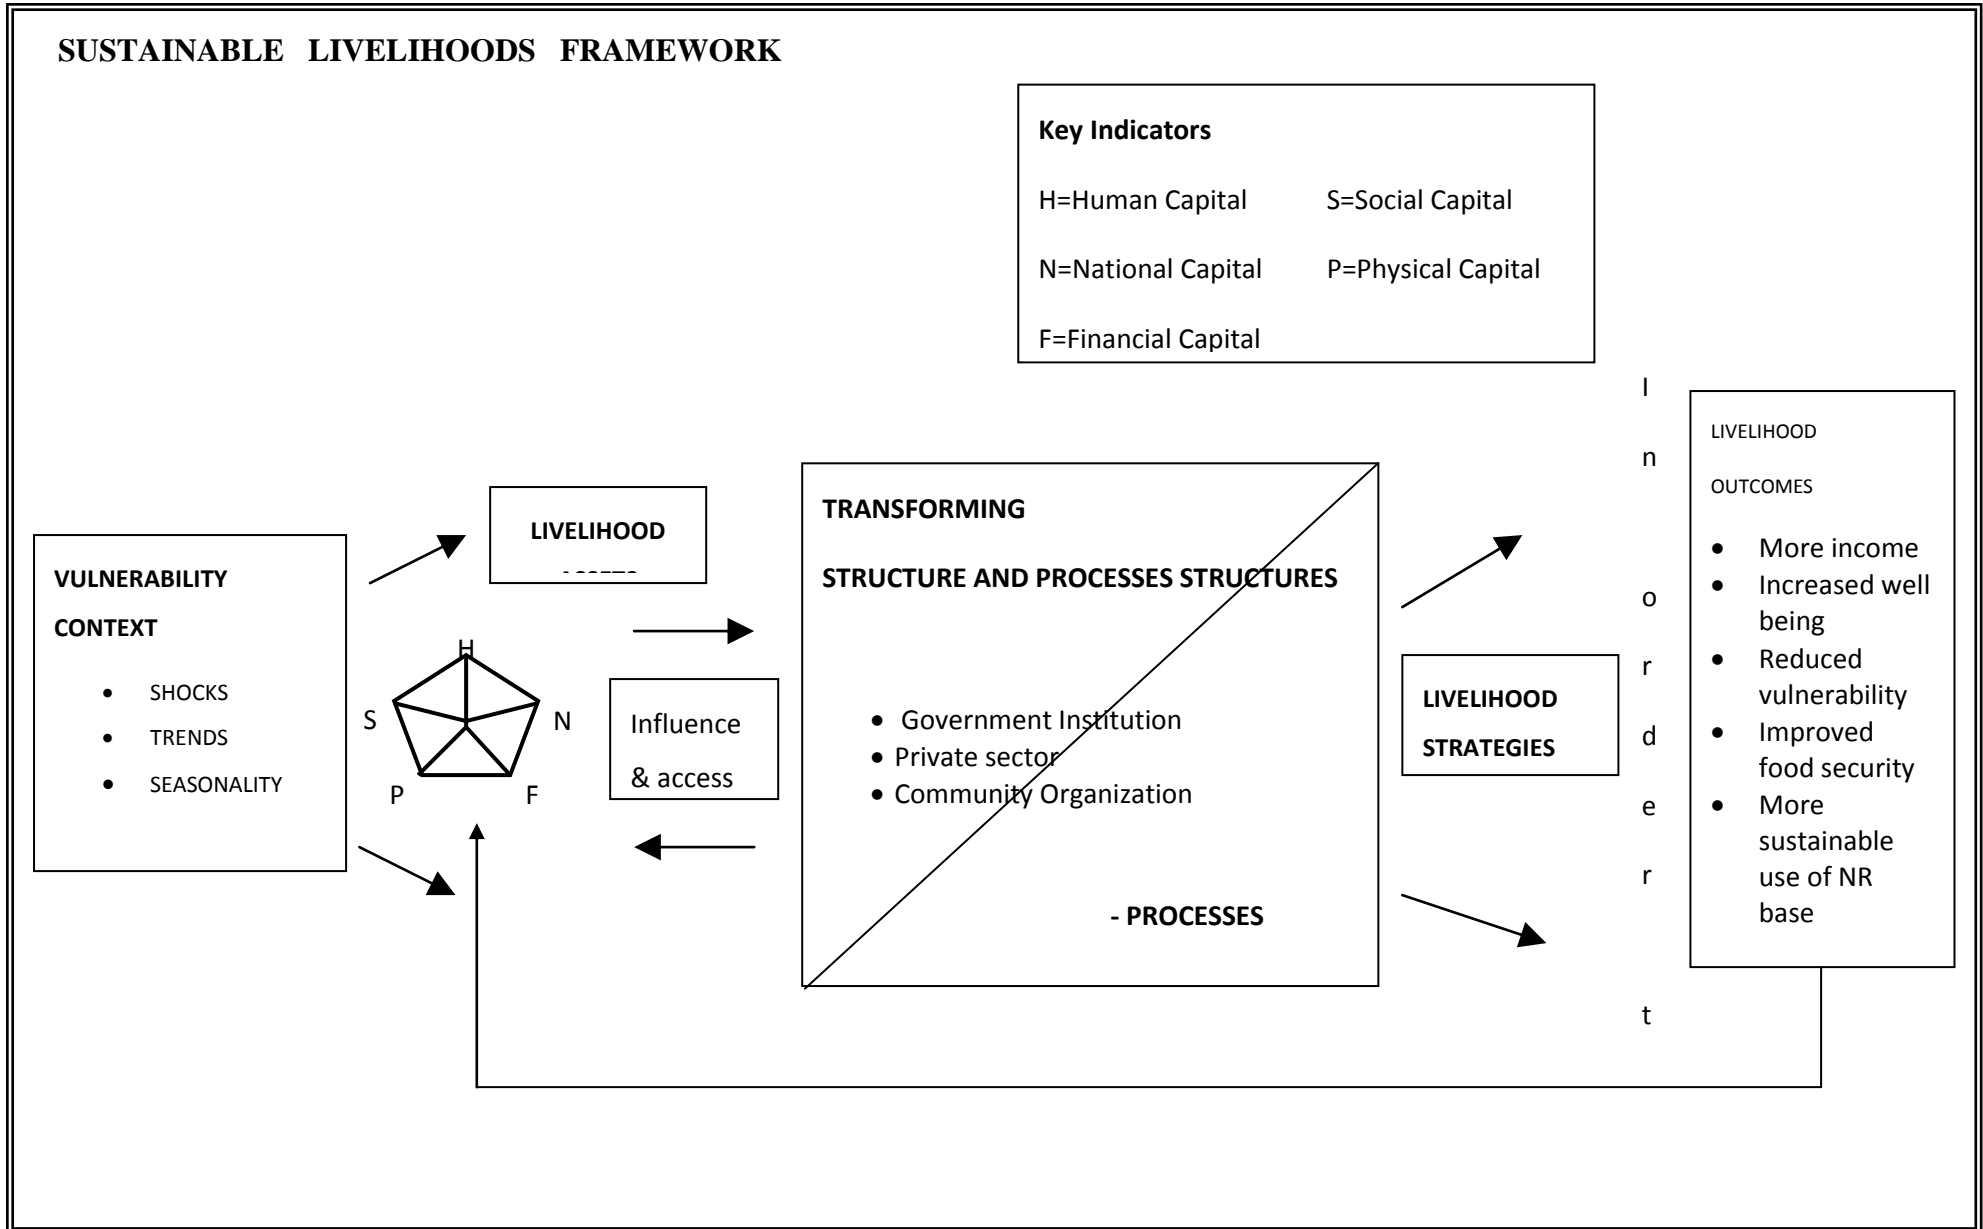 SUSTAINABLE LIVELIHOODS FRAMEWORK
Key Indicators
H=Human Capital S=Social Capital
N=National Capital P=Physical Capital
F=Financial Capital
VULNERABILITY
CONTEXT
• SHOCKS
• TRENDS
• SEASONALITY
LIVELIHOOD
H
S
N
P
F
Influence
& access
TRANSFORMING
STRUCTURE AND PROCESSES STRUCTURES
• Government Institution
• Private sector
• Community Organization
- PROCESSES
LIVELIHOOD
STRATEGIES
I
n
o
r
d
e
r
t
LIVELIHOOD
OUTCOMES
• More income
• Increased well
being
• Reduced
vulnerability
• Improved
food security
• More
sustainable
use of NR
base